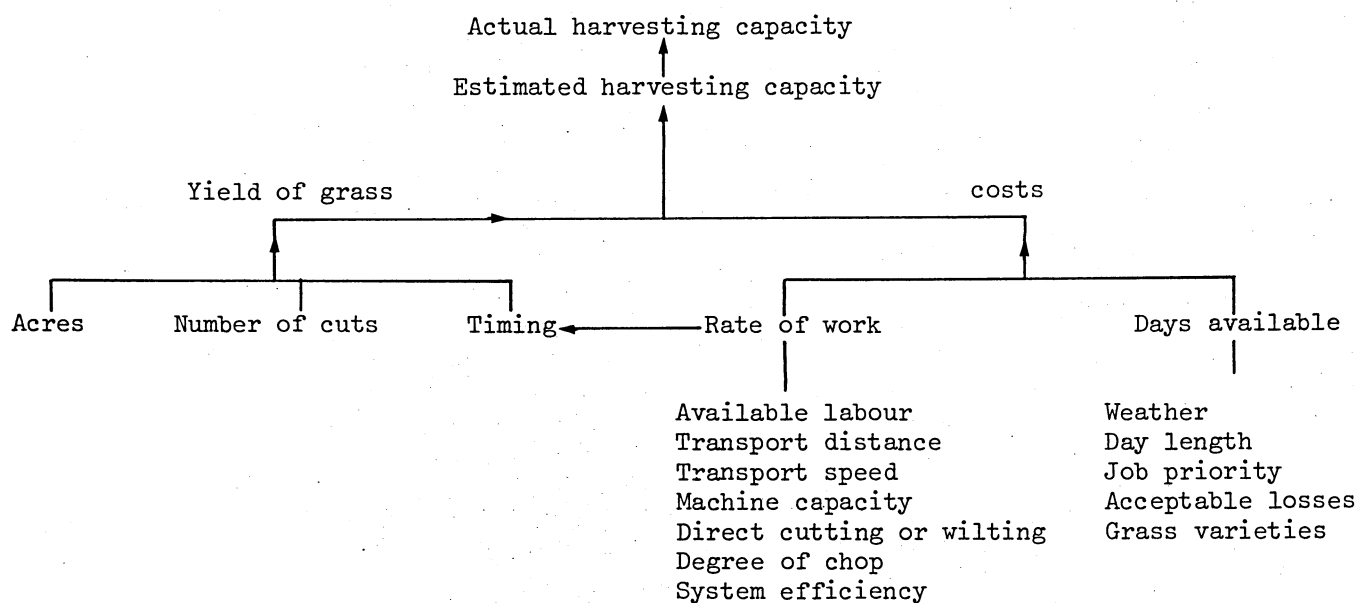 Actual harvesting capacity
Estimated harvesting capacity
Yield of grass
costs
Acres
Number of cuts
Timing
Rate of work
Days available
Available labour
Transport distance
Transport speed
Machine capacity
Direct cutting or wilting
Degree of chop
System efficiency
Weather
Day length
Job priority
Acceptable losses
Grass varieties